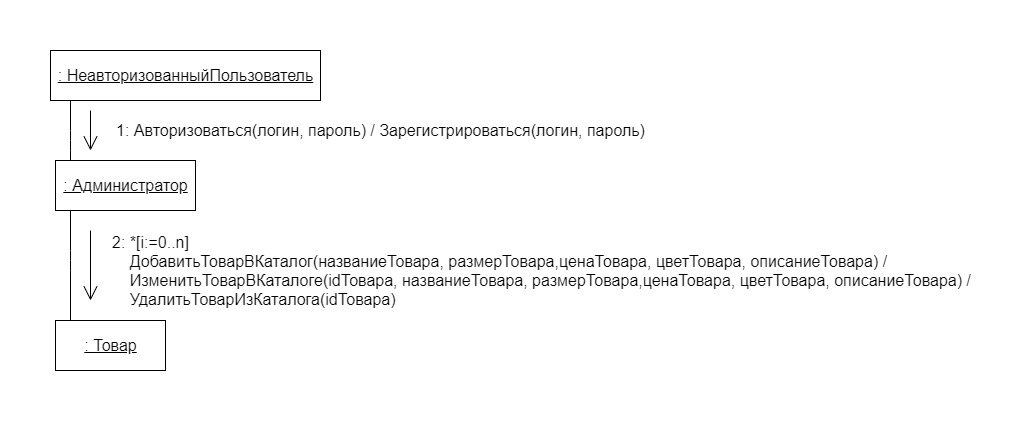 : НеавторизованныйПользователь
1: Авторизоваться(логин, пароль) / Зарегистрироваться(логин, пароль)
: Администратор
2: *[i:=0..n]
ДобавитьТоварВКаталог(названиеТовара, размерТовара,ценаТовара, цветТовара, описаниеТовара) /
ИзменитьТоварВКаталоге(idТовара, названиеТовара, размерТовара,ценаТовара, цветТовара, описаниеТовара) /
УдалитьТоварИзКаталога(idТовара)
: Товар